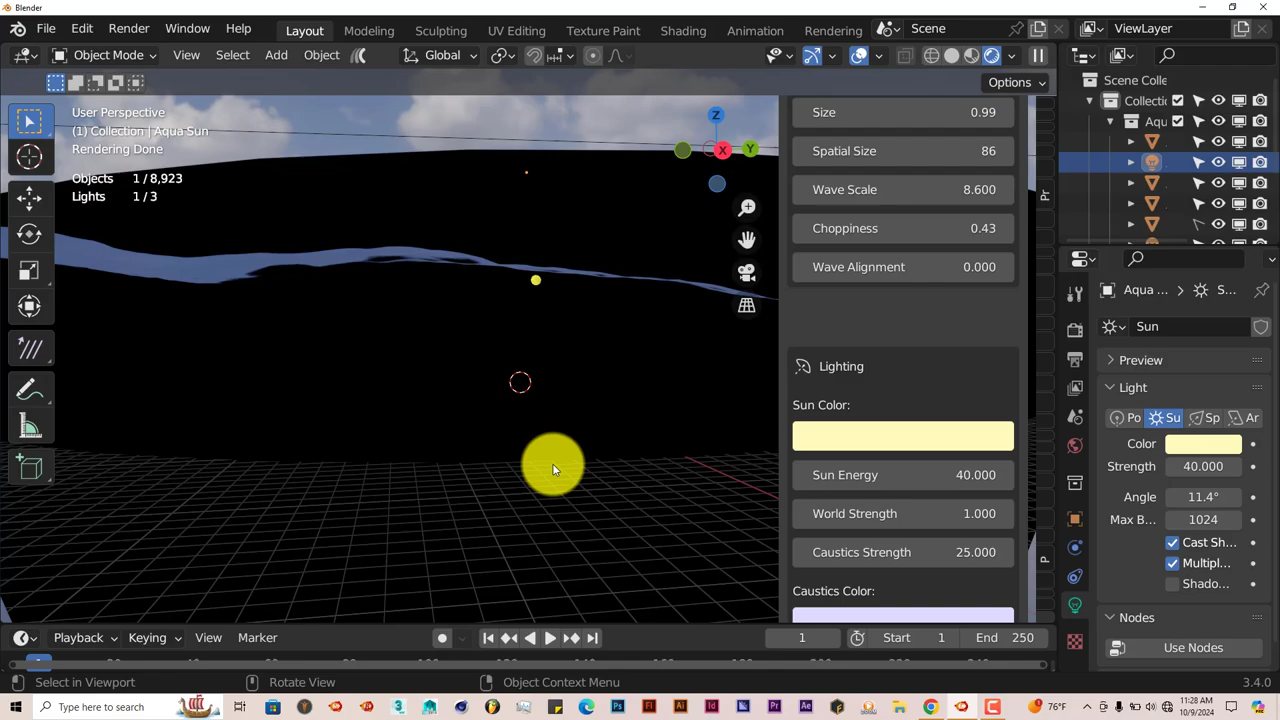 Blender
File Edit Render Window Help Layout Modeling Sculpting UV Editing Texture Paint Shading Animation Rendering Scene ViewLayer
Object Mode View Select Add Object Global
Options
User Perspective
(1) Collection | Aqua Sun
Rendering Done
Objects 1 / 8,923
Lights 1 / 3
Z
X
Y
Size 0.99
Spatial Size 86
Wave Scale 8.600
Choppiness 0.43
Wave Alignment 0.000
Lighting
Sun Color:
Sun Energy 40.000
World Strength 1.000
Caustics Strength 25.000
Caustics Color:
Pr
P
Scene Colle
Collecti
Aqu
Aqua ... S...
Sun
Preview
Light
Po Su Sp Ar
Color
Strength 40.000
Angle 11.4°
Max B... 1024
Cast Sh...
Multipl...
Shado...
Nodes
Use Nodes
Playback Keying View Marker 1 Start 1 End 250
Select in Viewport Rotate View Object Context Menu 3.4.0
Type here to search
76°F
11:28 AM
10/9/2024